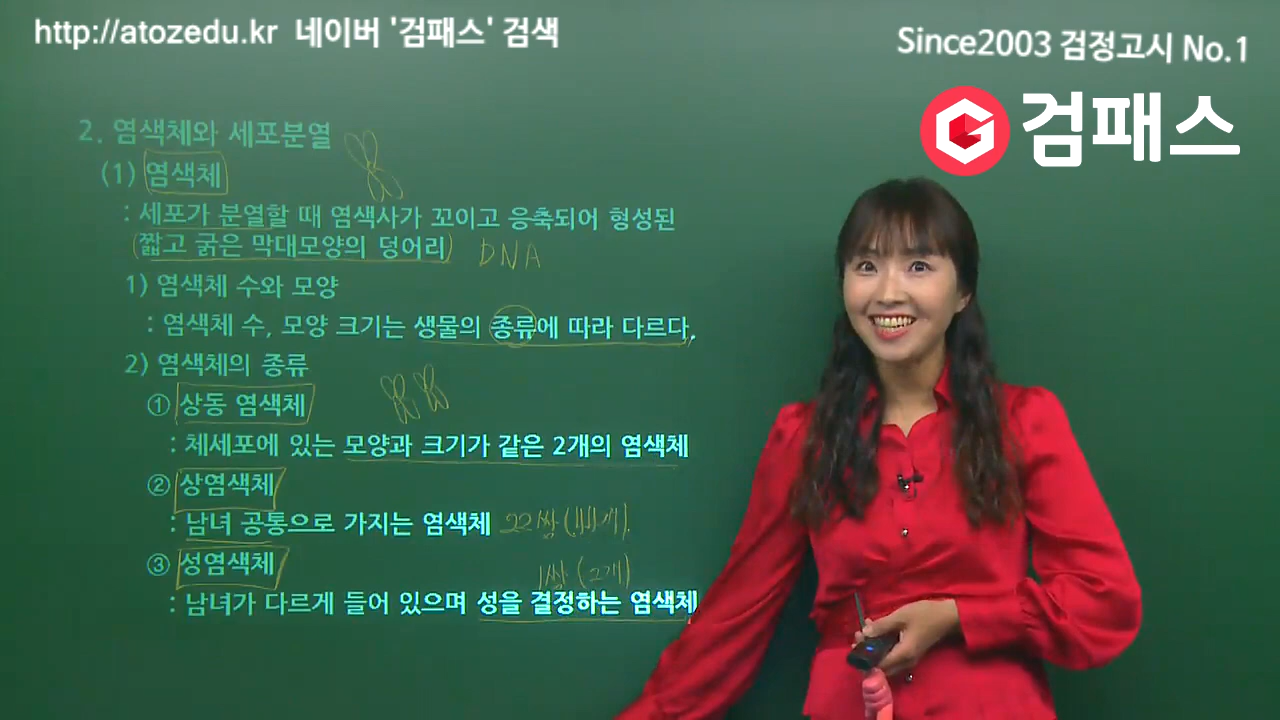 http://atozedu.kr 네이버 '검패스' 검색
Since2003 검정고시 No.1
검패스
2. 염색체와 세포분열
(1) 염색체
: 세포가 분열할 때 염색사가 꼬이고 응축되어 형성된
(짧고 굵은 막대모양의 덩어리) DNA
1) 염색체 수와 모양
: 염색체 수, 모양 크기는 생물의 종류에 따라 다르다.
2) 염색체의 종류
① 상동 염색체
: 체세포에 있는 모양과 크기가 같은 2개의 염색체
② 상염색체
: 남녀 공통으로 가지는 염색체 22쌍 (44개).
③ 성염색체
1쌍 (2개)
: 남녀가 다르게 들어 있으며 성을 결정하는 염색체